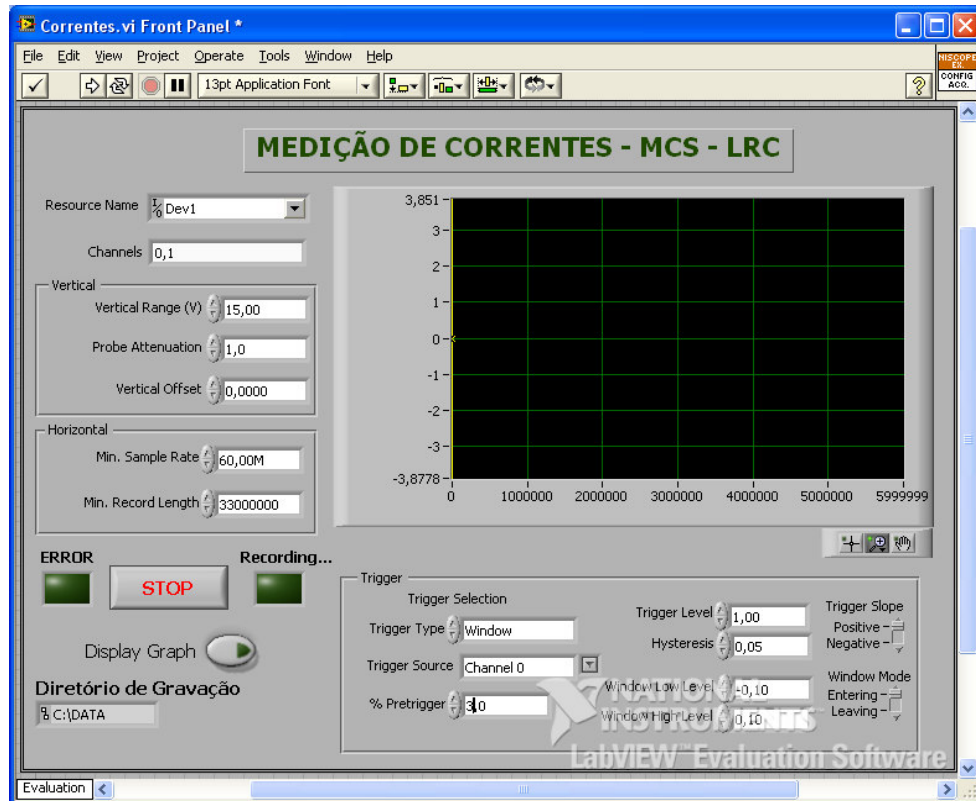 Correntes.vi Front Panel *
File Edit View Project Operate Tools Window Help
13pt Application Font
NISCOPE
EX.
CONFIG
ACQ.
MEDIÇÃO DE CORRENTES - MCS - LRC
Resource Name
I/O Dev1
Channels
0,1
Vertical
Vertical Range (V)
15,00
Probe Attenuation
1,0
Vertical Offset
0,0000
Horizontal
Min. Sample Rate
60,00M
Min. Record Length
33000000
3,851
3
2
1
0
-1
-2
-3
-3,8778
0 1000000 2000000 3000000 4000000 5000000 5999999
ERROR
STOP
Recording...
Display Graph
Diretório de Gravação
C:\DATA
Trigger
Trigger Selection
Trigger Type
Window
Trigger Source
Channel 0
% Pretrigger
3,0
Trigger Level
1,00
Hysteresis
0,05
Window Low Level
-0,10
Window High Level
0,10
Trigger Slope
Positive
Negative
Window Mode
Entering
Leaving
NATIONAL
INSTRUMENTS
LabVIEW™ Evaluation Software
Evaluation